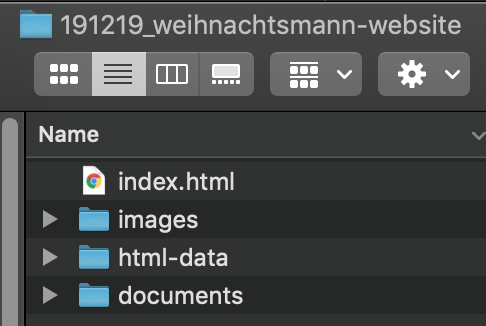 191219_weihnachtsmann-website
Name
index.html
images
html-data
documents